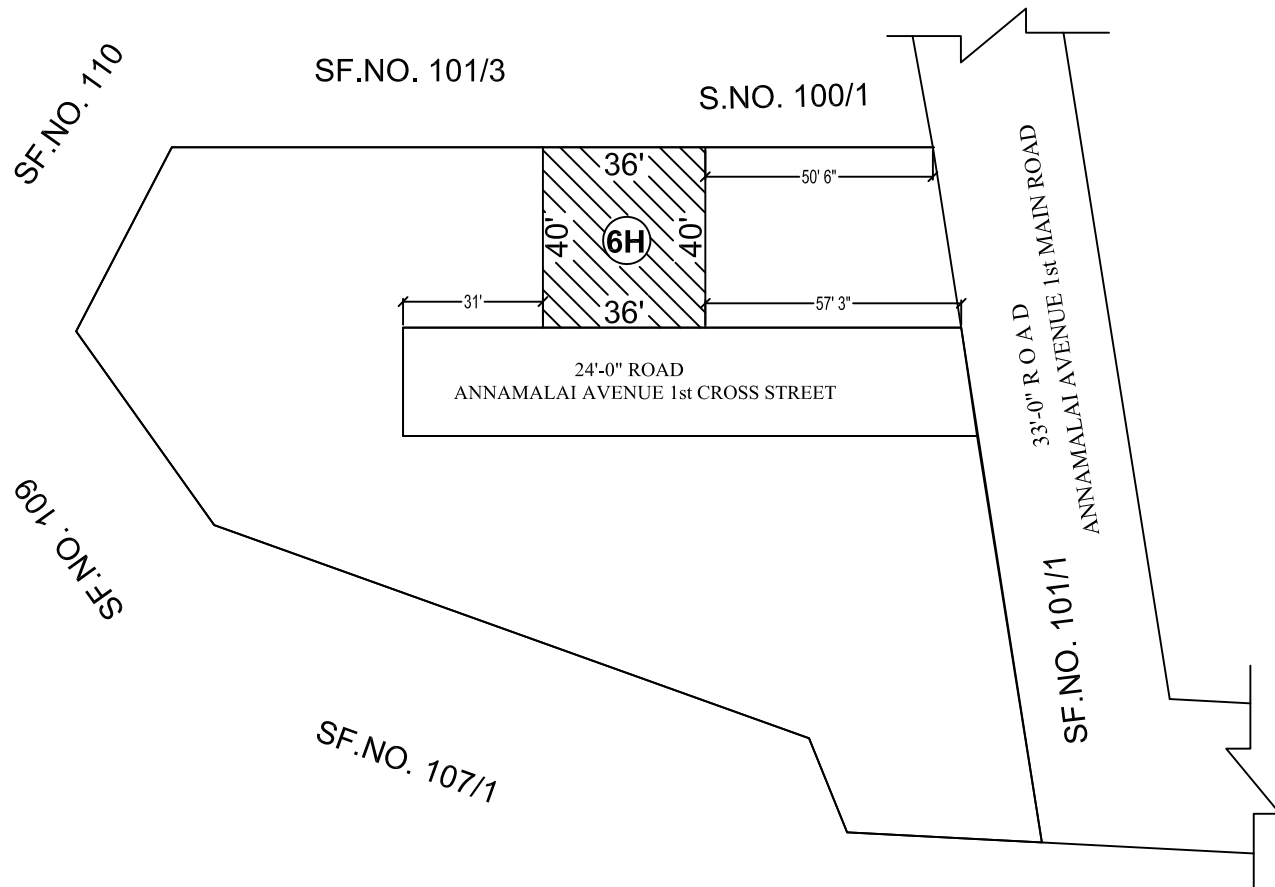 SF.NO. 110
SF.NO. 101/3
S.NO. 100/1
36'
50' 6"
40'
6H
40'
31'
36'
57' 3"
24'-0" ROAD
ANNAMALAI AVENUE 1st CROSS STREET
33'-0" R O A D
ANNAMALAI AVENUE 1st MAIN ROAD
SF.NO. 109
SF.NO. 101/1
SF.NO. 107/1